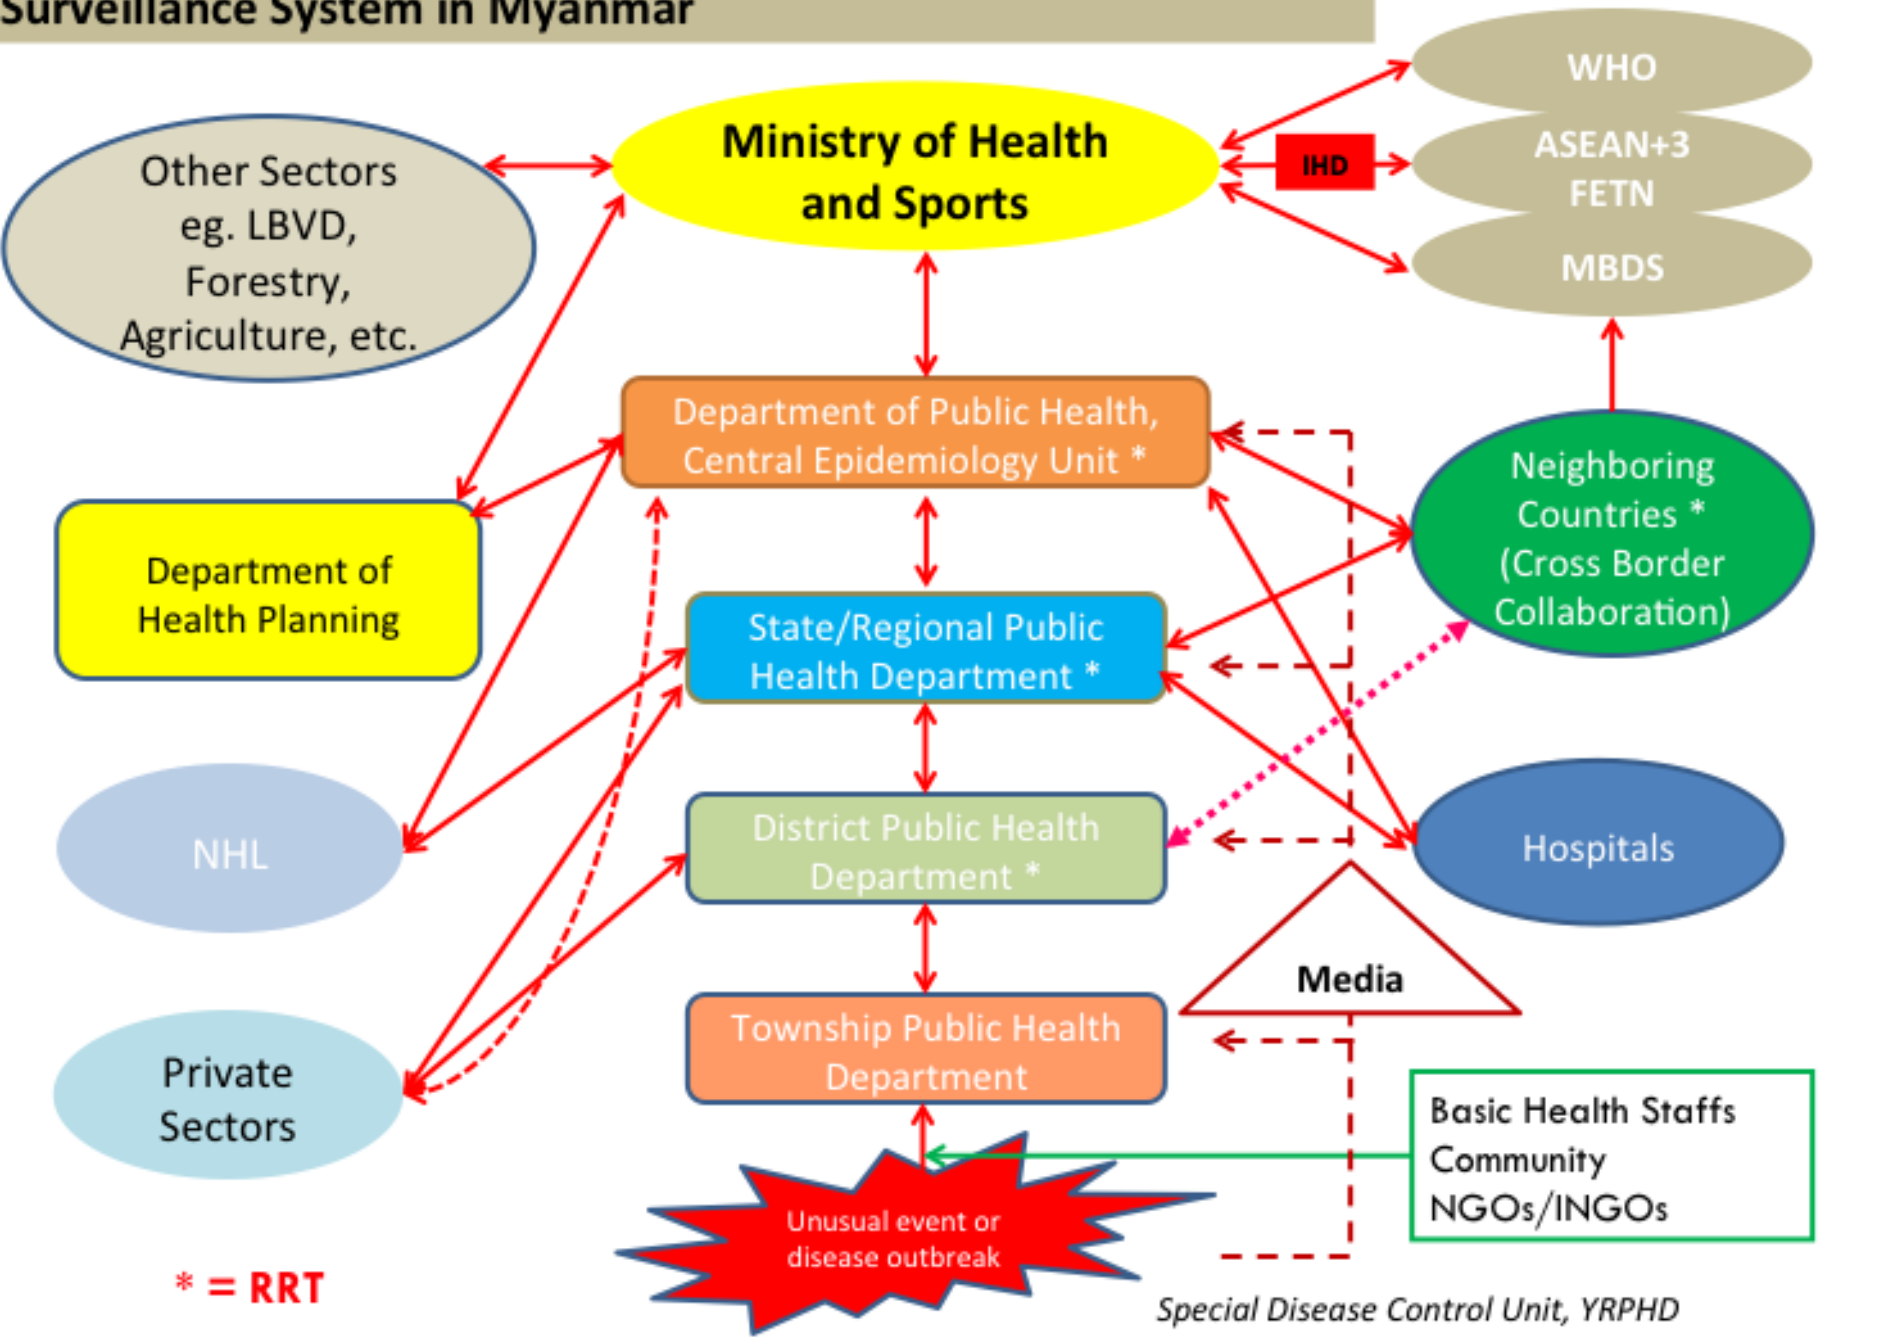 Surveillance System in Myanmar
WHO
ASEAN+3
FETN
MBDS
IHD
Ministry of Health
and Sports
Other Sectors
eg. LBVD,
Forestry,
Agriculture, etc.
Department of Public Health,
Central Epidemiology Unit *
Neighboring
Countries *
(Cross Border
Collaboration)
Department of
Health Planning
State/Regional Public
Health Department *
NHL
District Public Health
Department *
Hospitals
Media
Private
Sectors
Township Public Health
Department
Basic Health Staffs
Community
NGOs/INGOs
Unusual event or
disease outbreak
* = RRT
Special Disease Control Unit, YRPHD